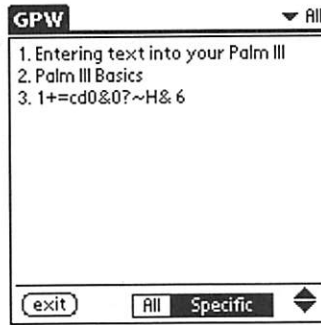 GPW
All
1. Entering text into your Palm III
2. Palm III Basics
3. 1+=cd0&0?~H& 6
exit
All Specific